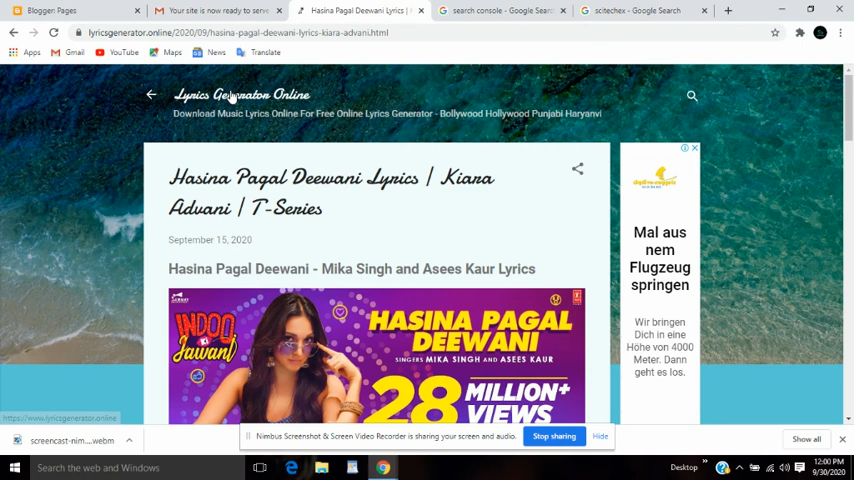 Blogger: Pages
Your site is now ready to serve
Hasina Pagal Deewani Lyrics |
search console - Google Sear
scitechex - Google Search
lyricsgenerator.online/2020/09/hasina-pagal-deewani-lyrics-kiara-advani.html
Apps
Gmail
YouTube
Maps
News
Translate
Lyrics Generator Online
Download Music Lyrics Online For Free Online Lyrics Generator - Bollywood Hollywood Punjabi Haryanvi
Hasina Pagal Deewani Lyrics | Kiara
Advani | T-Series
September 15, 2020
Hasina Pagal Deewani - Mika Singh and Asees Kaur Lyrics
INDOO
Ki
JAWANI
HASINA PAGAL
DEEWANI
SINGERS MIKA SINGH AND ASEES KAUR
28 MILLION+
VIEWS
Mal aus
nem
Flugzeug
springen
Wir bringen
Dich in eine
Höhe von 4000
Meter. Dann
geht es los.
https://www.lyricsgenerator.online
screencast-nim....webm
Nimbus Screenshot & Screen Video Recorder is sharing your screen and audio.
Stop sharing
Hide
Show all
Search the web and Windows
Desktop
12:00 PM
9/30/2020